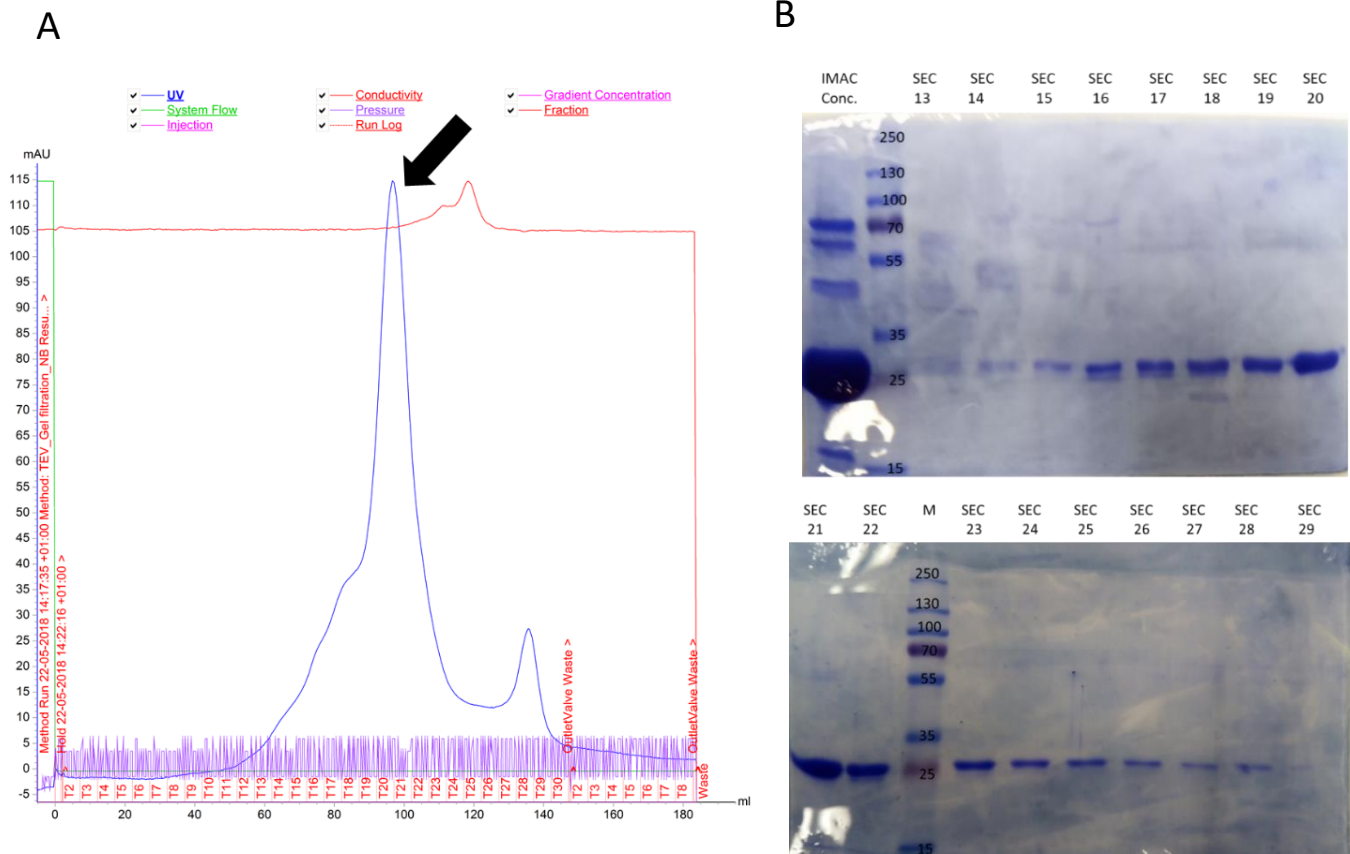 A
UV
System Flow
Injection
Conductivity
Pressure
Run Log
Gradient Concentration
Fraction
mAU
115
110
105
100
95
90
85
80
75
70
65
60
55
50
45
40
35
30
25
20
15
10
5
0
-5
Method Run 22-05-2018 14:17:35 +01:00 Method: TEV_Gel filtration_NB Resu... >
Hold 22-05-2018 14:22:16 +01:00 >
OutletValve Waste >
OutletValve Waste >
T2 T3 T4 T5 T6 T7 T8 T9 T10 T11 T12 T13 T14 T15 T16 T17 T18 T19 T20 T21 T22 T23 T24 T25 T26 T27 T28 T29 T30 T2 T3 T4 T5 T6 T7 T8 Waste
0 20 40 60 80 100 120 140 160 180 ml
B
IMAC SEC SEC SEC SEC SEC SEC SEC SEC
Conc. 13 14 15 16 17 18 19 20
250
130
100
70
55
35
25
15
SEC SEC M SEC SEC SEC SEC SEC SEC SEC
21 22 23 24 25 26 27 28 29
250
130
100
70
55
35
25
15